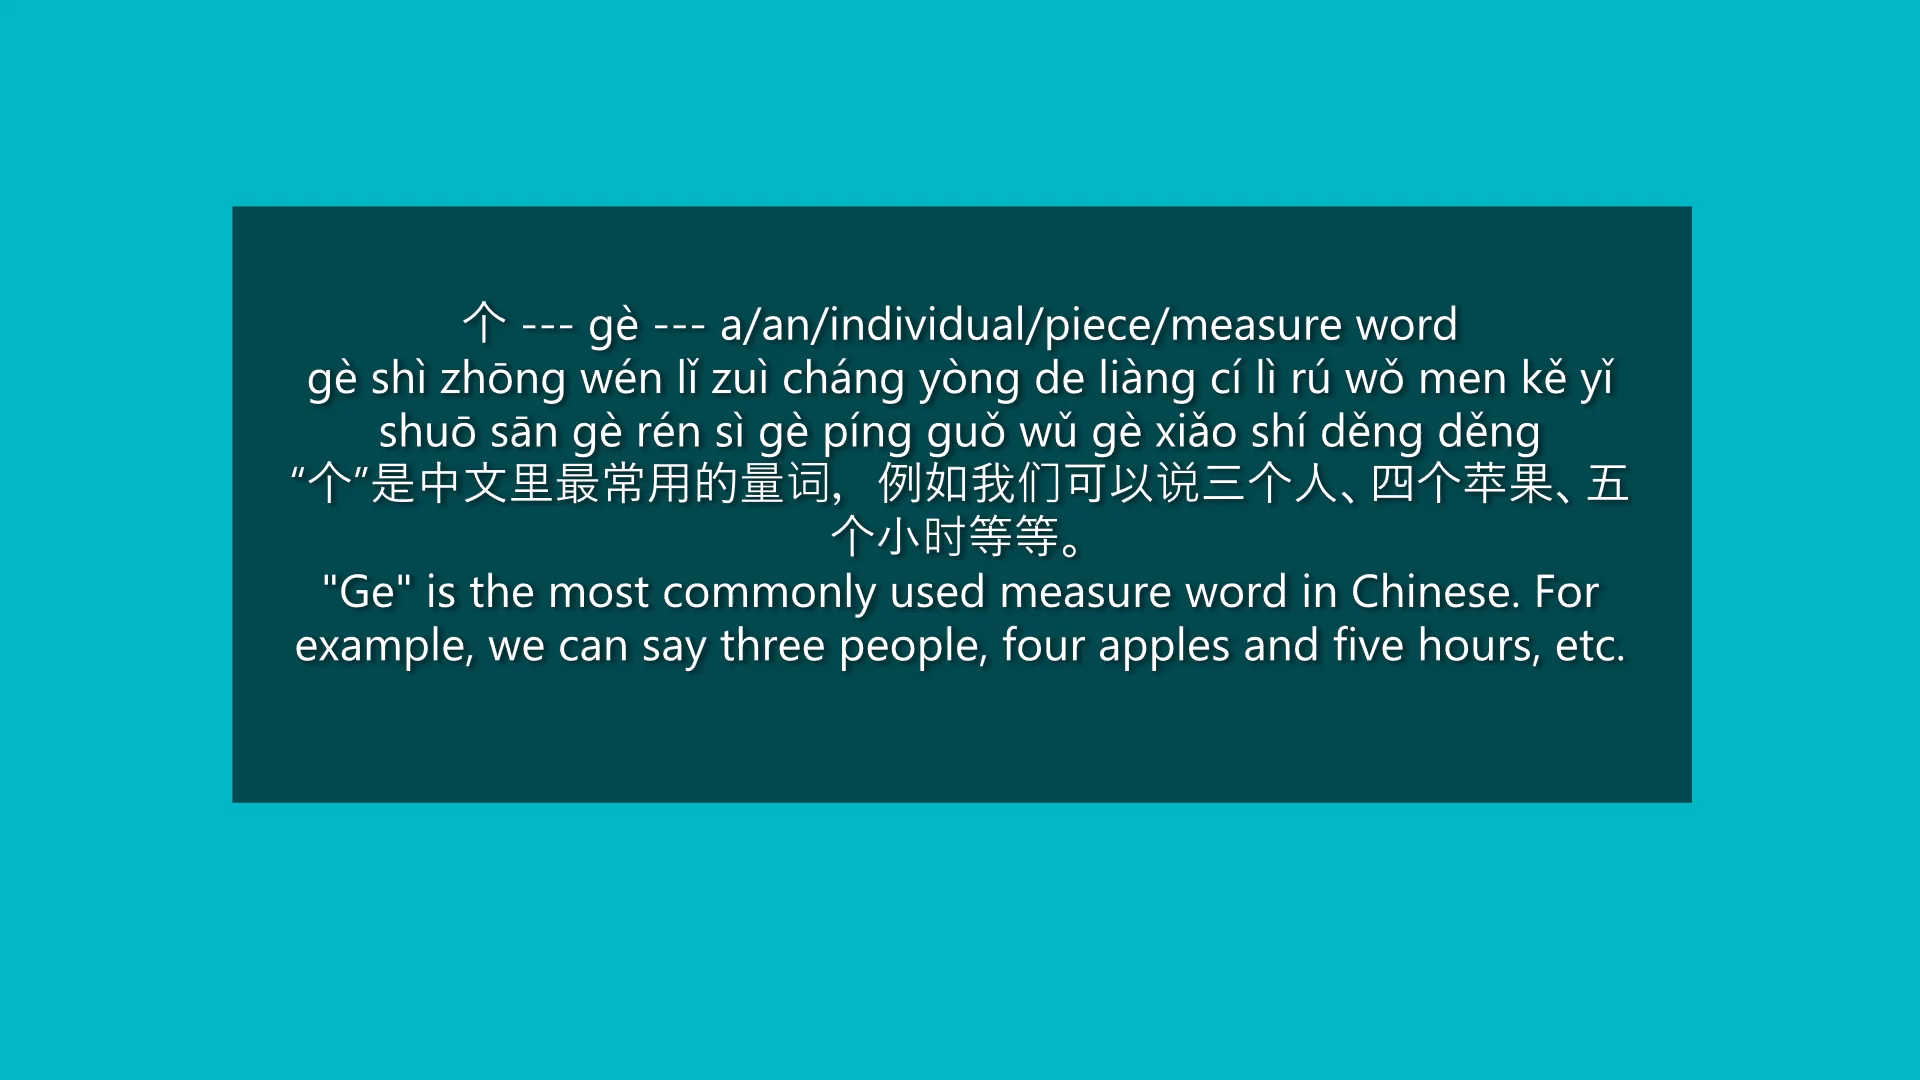 个 --- gè --- a/an/individual/piece/measure word
gè shì zhōng wén lǐ zuì cháng yòng de liàng cí lì rú wǒ men kě yǐ
shuō sān gè rén sì gè píng guǒ wǔ gè xiǎo shí děng děng
“个”是中文里最常用的量词，例如我们可以说三个人、四个苹果、五
个小时等等。
"Ge" is the most commonly used measure word in Chinese. For
example, we can say three people, four apples and five hours, etc.